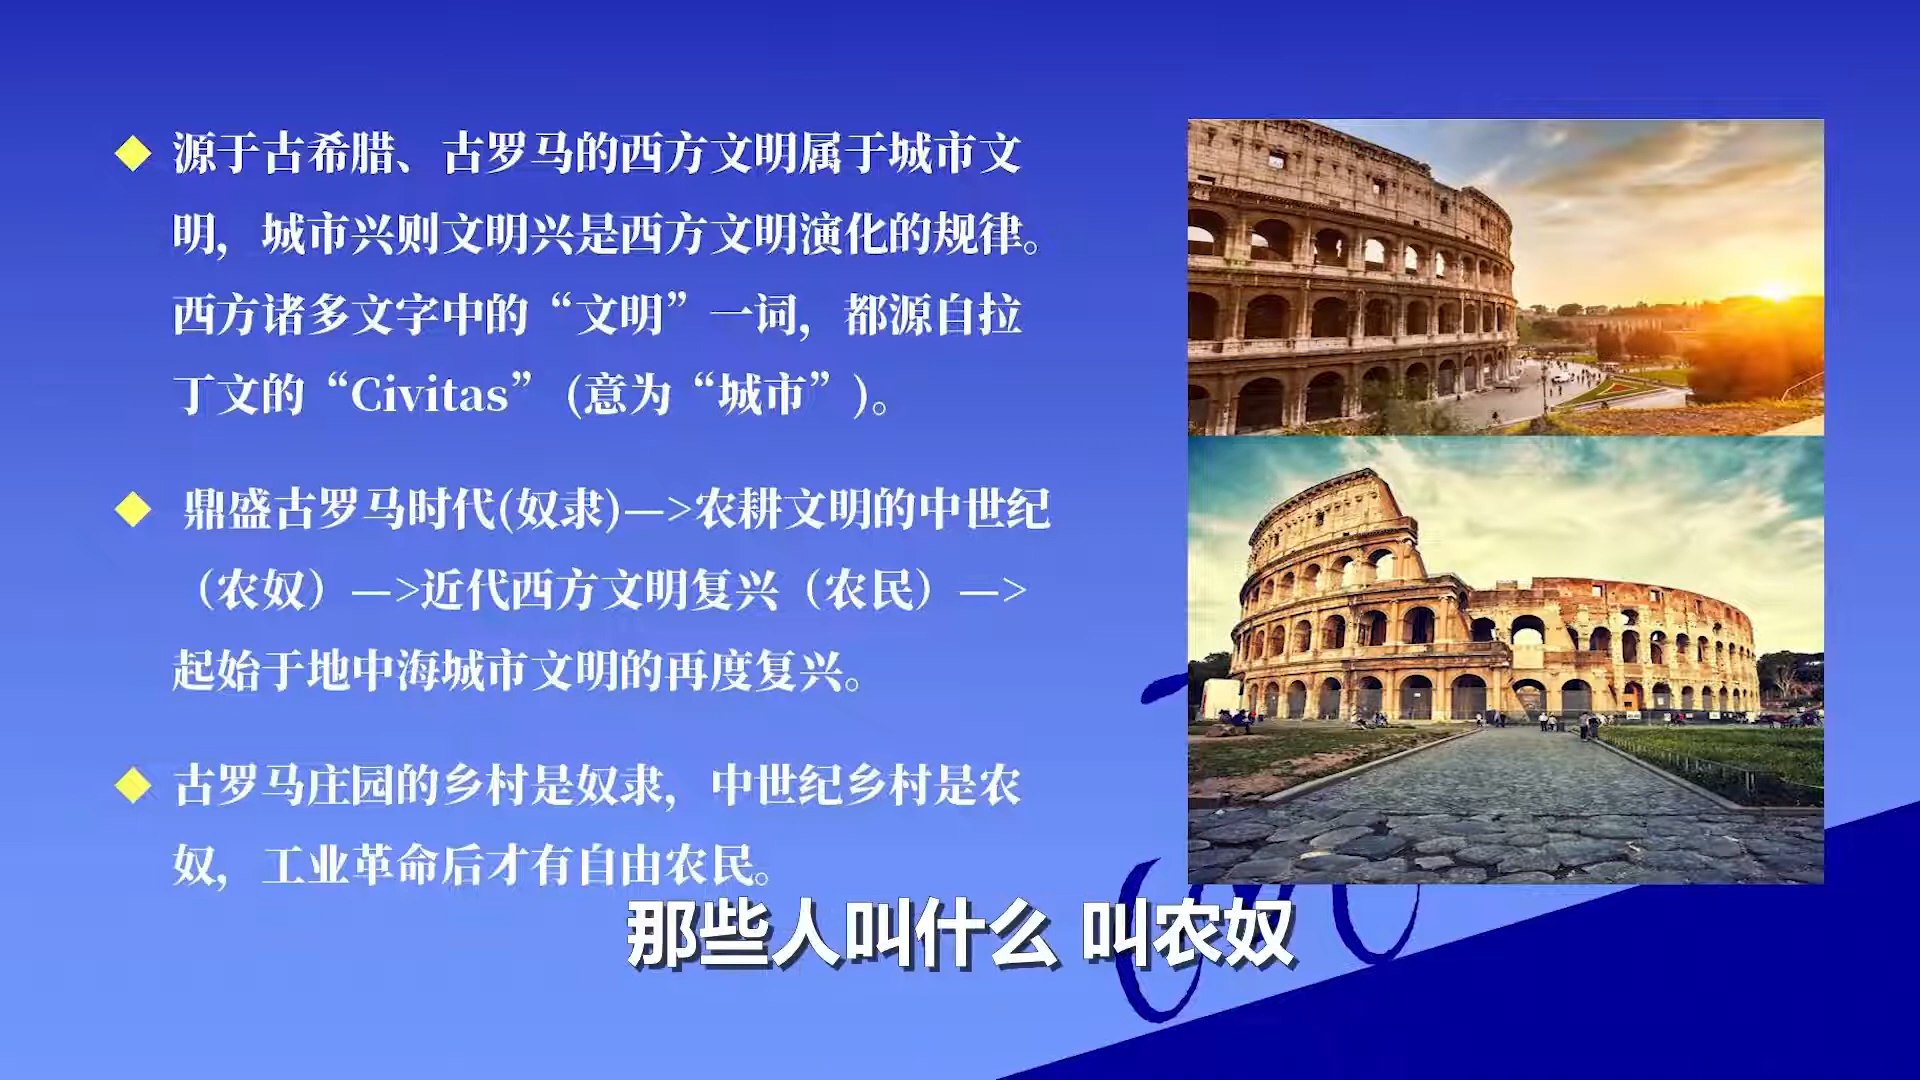 源于古希腊、古罗马的西方文明属于城市文
明，城市兴则文明兴是西方文明演化的规律。
西方诸多文字中的“文明”一词，都源自拉
丁文的“Civitas”(意为“城市”)。
鼎盛古罗马时代(奴隶)—>农耕文明的中世纪
（农奴）—>近代西方文明复兴（农民）—>
起始于地中海城市文明的再度复兴。
古罗马庄园的乡村是奴隶，中世纪乡村是农
奴，工业革命后才有自由农民。
那些人叫什么 叫农奴